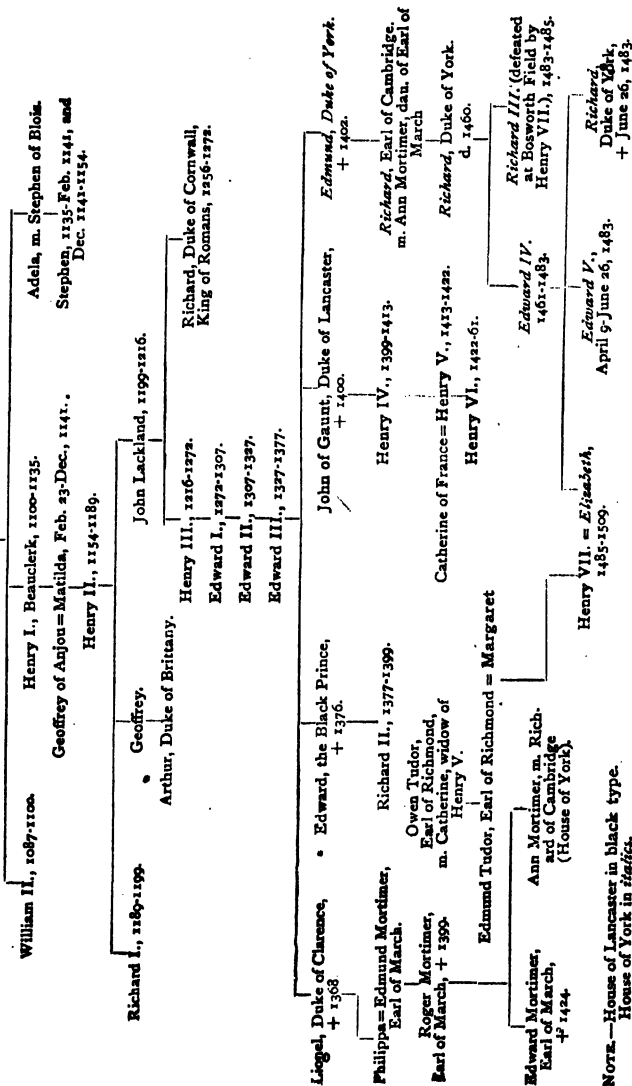 William II., 1087-1100.
Henry I., Beauclerk, 1100-1135.
Adela, m. Stephen of Blois.
Geoffrey of Anjou=Matilda, Feb. 23-Dec., 1141.
Stephen, 1135-Feb. 1141, and
Dec. 1141-1154.
Henry II., 1154-1189.
Richard I., 1189-1199.
Geoffrey.
John Lackland, 1199-1216.
Arthur, Duke of Brittany.
Henry III., 1216-1272.
Richard, Duke of Cornwall,
King of Romans, 1256-1272.
Edward I., 1272-1307.
Edward II., 1307-1327.
Edward III., 1327-1377.
Lionel, Duke of Clarence,
+ 1368
Edward, the Black Prince,
+ 1376.
John of Gaunt, Duke of Lancaster,
+ 1400.
Edmund, Duke of York.
+ 1402.
Philippa=Edmund Mortimer,
Earl of March.
Richard II., 1377-1399.
Henry IV., 1399-1413.
Richard, Earl of Cambridge.
m. Ann Mortimer, dau. of Earl of
March
Roger Mortimer,
Earl of March, + 1399.
Owen Tudor,
Earl of Richmond,
m. Catherine, widow of
Henry V.
Catherine of France=Henry V., 1413-1422.
Richard, Duke of York.
d. 1460.
Henry VI., 1422-61.
Edmund Tudor, Earl of Richmond = Margaret
Edward IV.
1461-1483.
Richard III. (defeated
at Bosworth Field by
Henry VII.), 1483-1485.
Edward Mortimer,
Earl of March,
+ 1424.
Ann Mortimer, m. Rich-
ard of Cambridge
(House of York).
Henry VII. = Elizabeth,
1485-1509.
Edward V.,
April 9-June 26, 1483.
Richard,
Duke of York,
+ June 26, 1483.
NOTE.—House of Lancaster in black type.
House of York in italics.